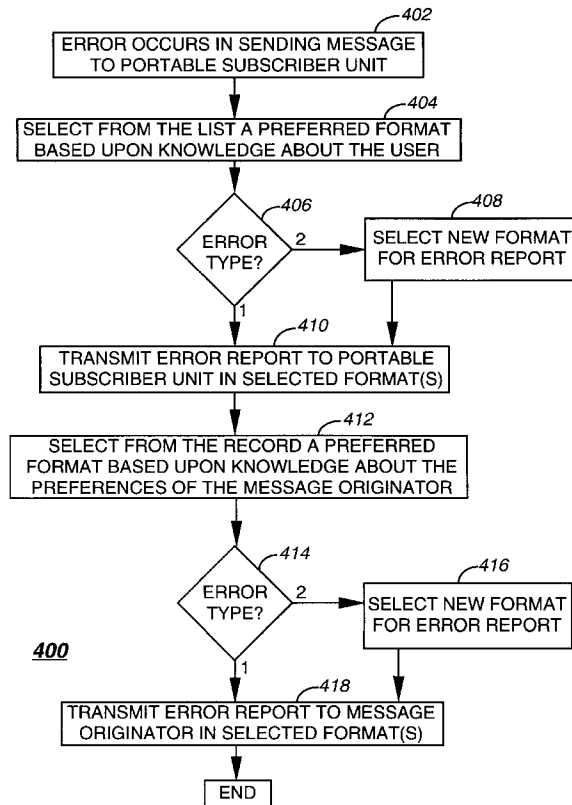 402
ERROR OCCURS IN SENDING MESSAGE
TO PORTABLE SUBSCRIBER UNIT
404
SELECT FROM THE LIST A PREFERRED FORMAT
BASED UPON KNOWLEDGE ABOUT THE USER
406
ERROR
TYPE?
2
1
408
SELECT NEW FORMAT
FOR ERROR REPORT
410
TRANSMIT ERROR REPORT TO PORTABLE
SUBSCRIBER UNIT IN SELECTED FORMAT(S)
412
SELECT FROM THE RECORD A PREFERRED
FORMAT BASED UPON KNOWLEDGE ABOUT THE
PREFERENCES OF THE MESSAGE ORIGINATOR
414
ERROR
TYPE?
2
1
416
SELECT NEW FORMAT
FOR ERROR REPORT
400
418
TRANSMIT ERROR REPORT TO MESSAGE
ORIGINATOR IN SELECTED FORMAT(S)
END